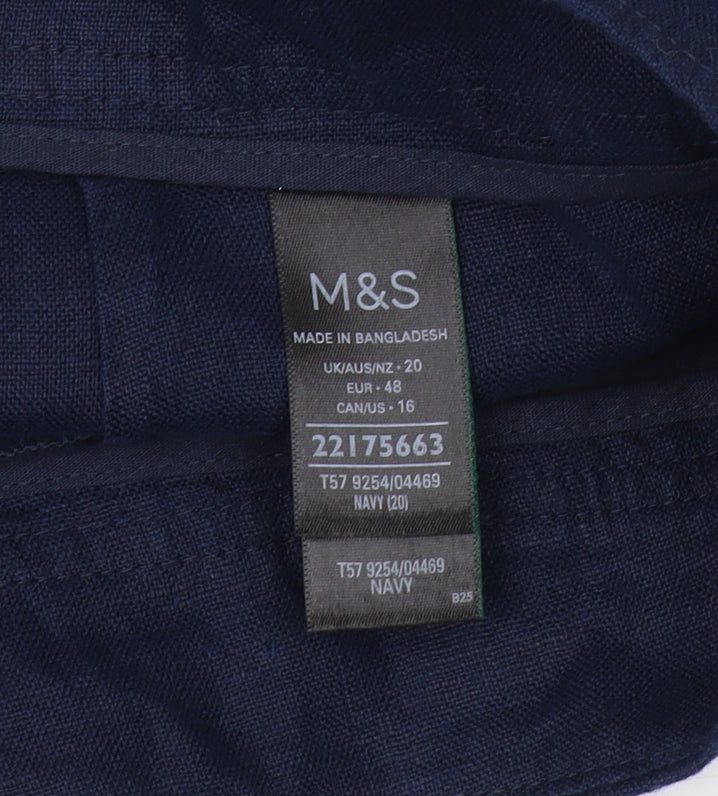 M&S
MADE IN BANGLADESH
UK/AUS/NZ • 20
EUR • 48
CAN/US • 16
22175663
T57 9254/04469
NAVY (20)
T57 9254/04469
NAVY
B25